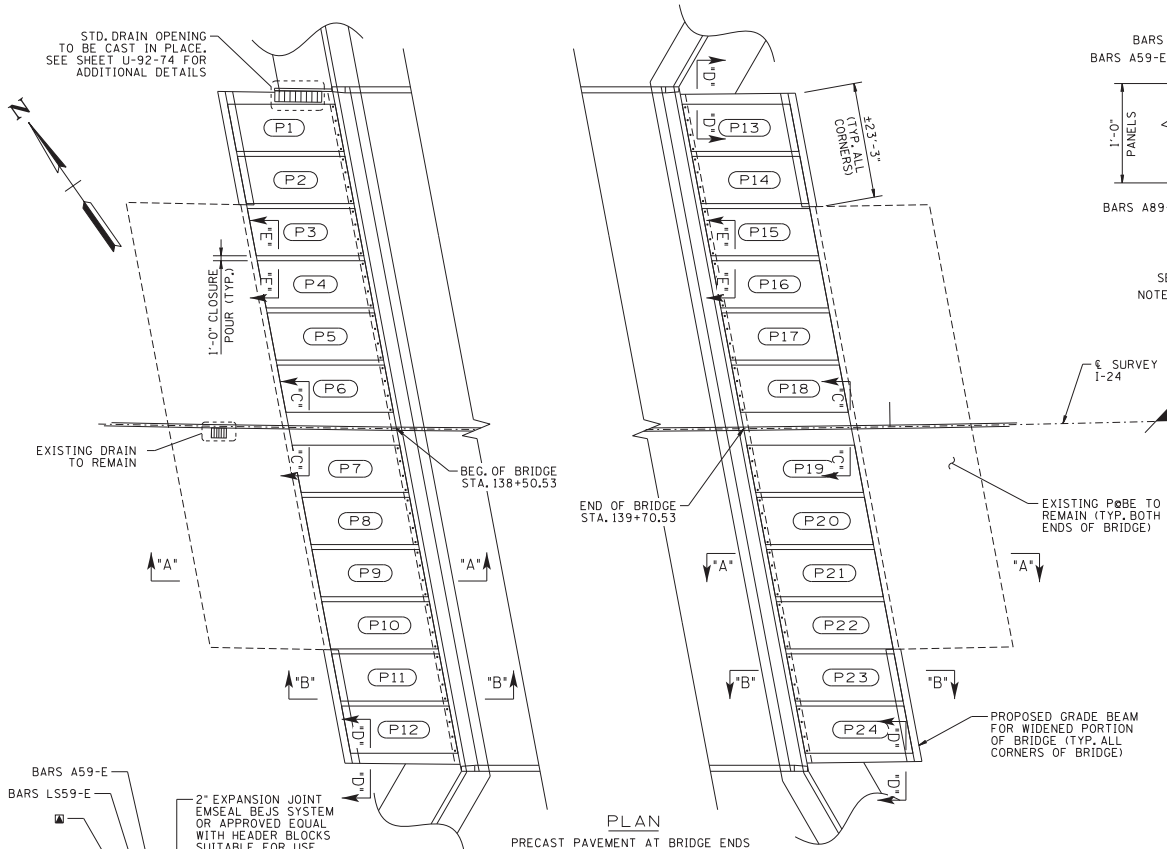 STD. DRAIN OPENING
TO BE CAST IN PLACE.
SEE SHEET U-92-74 FOR
ADDITIONAL DETAILS
N
P1
P2
P3
P4
P5
P6
P7
P8
P9
P10
P11
P12
"E"
"E"
1'-0" CLOSURE
POUR (TYP.)
"C"
"C"
EXISTING DRAIN
TO REMAIN
BEG. OF BRIDGE
STA. 138+50.53
"A"
"A"
"B"
"B"
"D"
"D"
BARS A59-E
BARS LS59-E
2" EXPANSION JOINT
EMSEAL BEJS SYSTEM
OR APPROVED EQUAL
WITH HEADER BLOCKS
SUITABLE FOR USE
"D"
"D"
P13
P14
P15
P16
P17
P18
P19
P20
P21
P22
P23
P24
±23'-3"
(TYP. ALL
CORNERS)
"E"
"E"
"C"
"C"
END OF BRIDGE
STA. 139+70.53
"A"
"A"
"B"
"B"
"D"
"D"
BARS
BARS A59-E
1'-0"
PANELS
BARS A89-
SE
NOTE
℄ SURVEY
I-24
EXISTING PØBE TO
REMAIN (TYP. BOTH
ENDS OF BRIDGE)
PROPOSED GRADE BEAM
FOR WIDENED PORTION
OF BRIDGE (TYP. ALL
CORNERS OF BRIDGE)
PLAN
PRECAST PAVEMENT AT BRIDGE ENDS